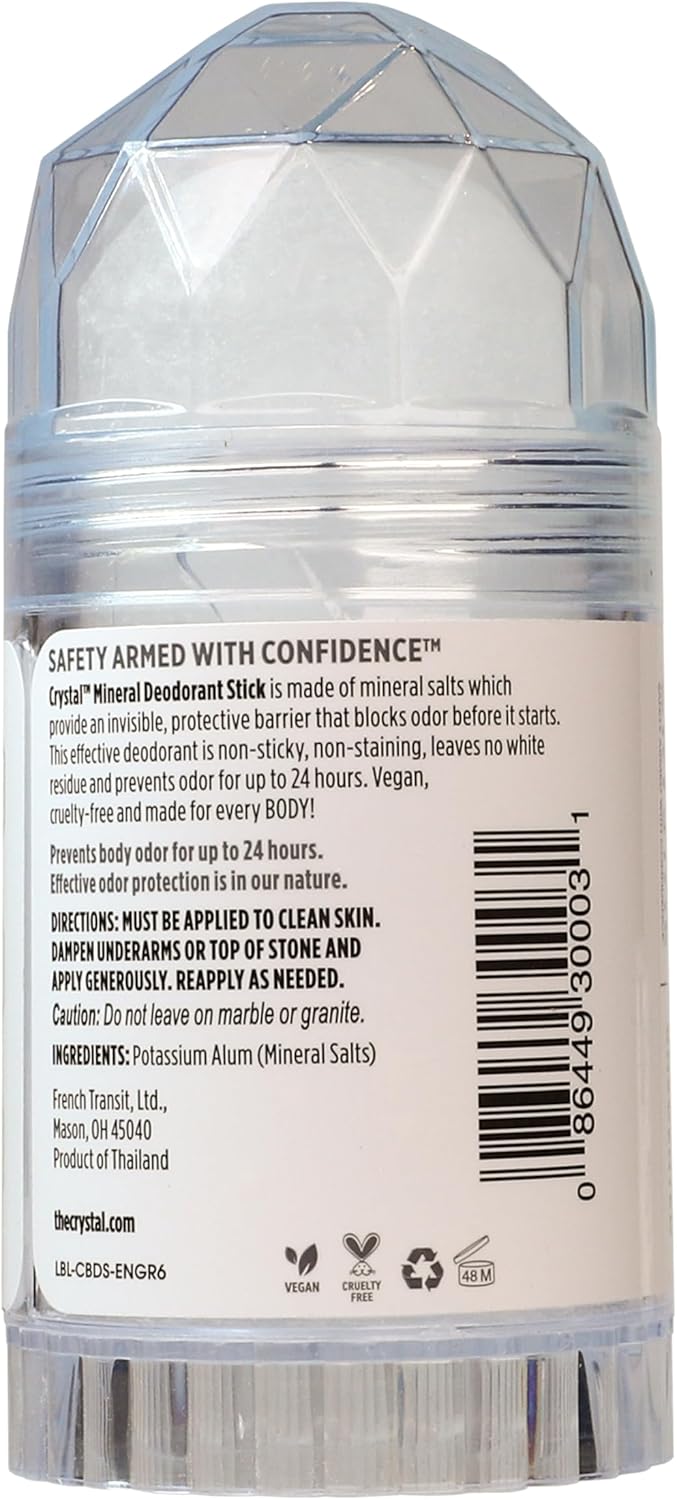 SAFETY ARMED WITH CONFIDENCE™
Crystal™ Mineral Deodorant Stick is made of mineral salts which
provide an invisible, protective barrier that blocks odor before it starts.
This effective deodorant is non-sticky, non-staining, leaves no white
residue and prevents odor for up to 24 hours. Vegan,
cruelty-free and made for every BODY!
Prevents body odor for up to 24 hours.
Effective odor protection is in our nature.
DIRECTIONS: MUST BE APPLIED TO CLEAN SKIN.
DAMPEN UNDERARMS OR TOP OF STONE AND
APPLY GENEROUSLY. REAPPLY AS NEEDED.
Caution: Do not leave on marble or granite.
INGREDIENTS: Potassium Alum (Mineral Salts)
French Transit, Ltd.,
Mason, OH 45040
Product of Thailand
thecrystal.com
LBL-CBDS-ENGR6
VEGAN
CRUELTY
FREE
48 M
0 86449 30003 1